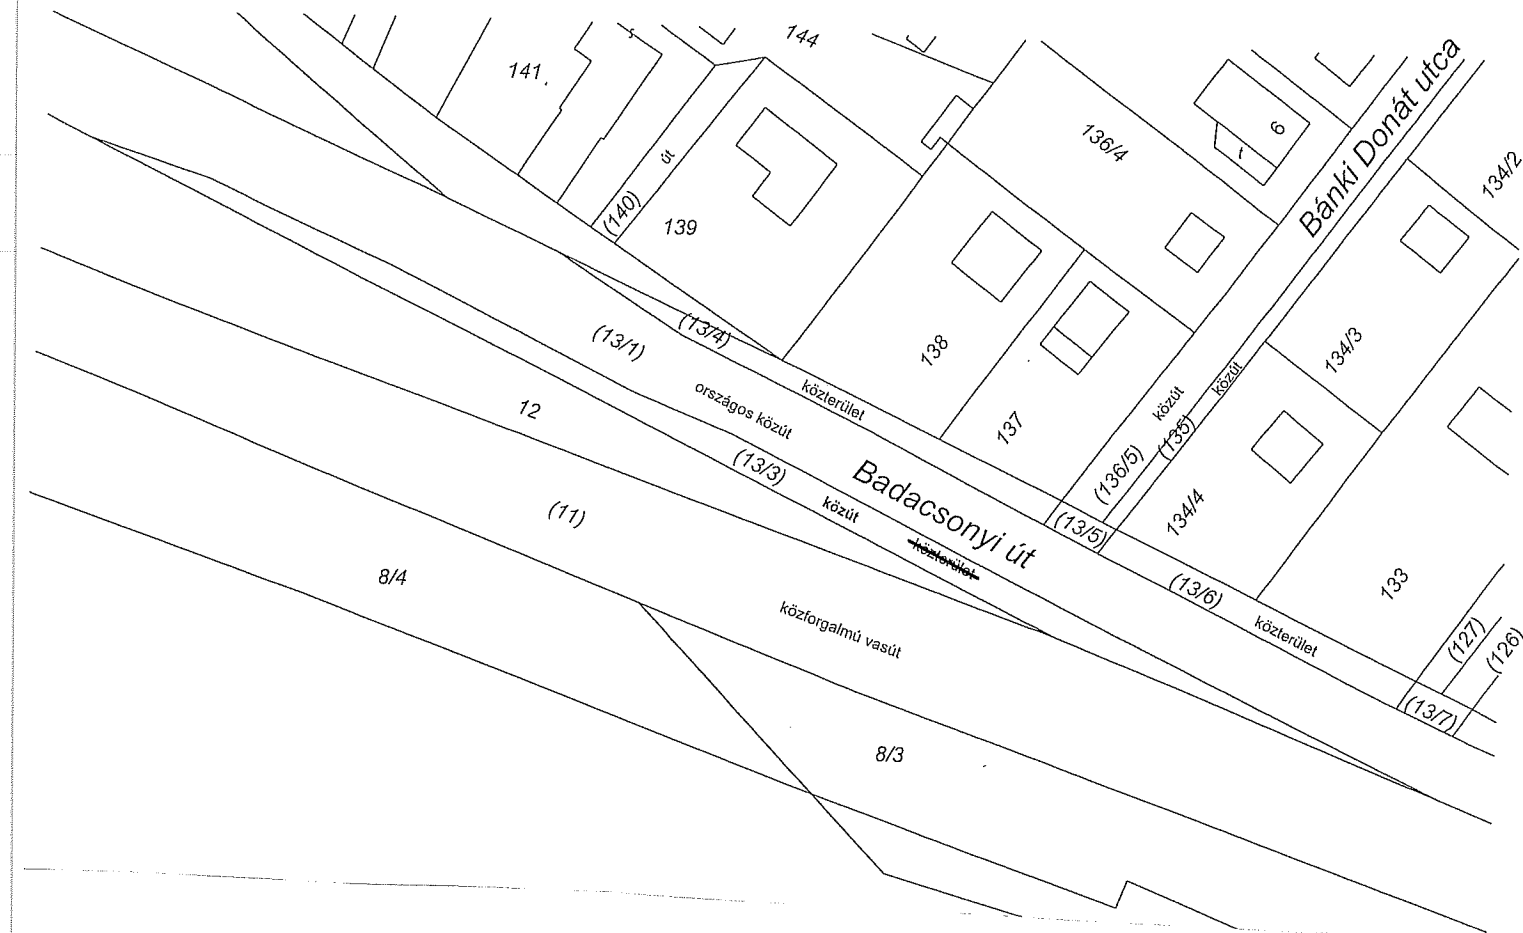 144
141
Bánki Donát utca
6
t
136/4
134/2
út
(140)
139
(13/4)
(13/1)
138
134/3
országos közút
közterület
közút
közút
12
137
(135)
(136/5)
(13/3)
Badacsonyi út
134/4
(11)
közút
(13/5)
közterület
8/4
(13/6)
133
közforgalmú vasút
közterület
(127)
(126)
(13/7)
8/3